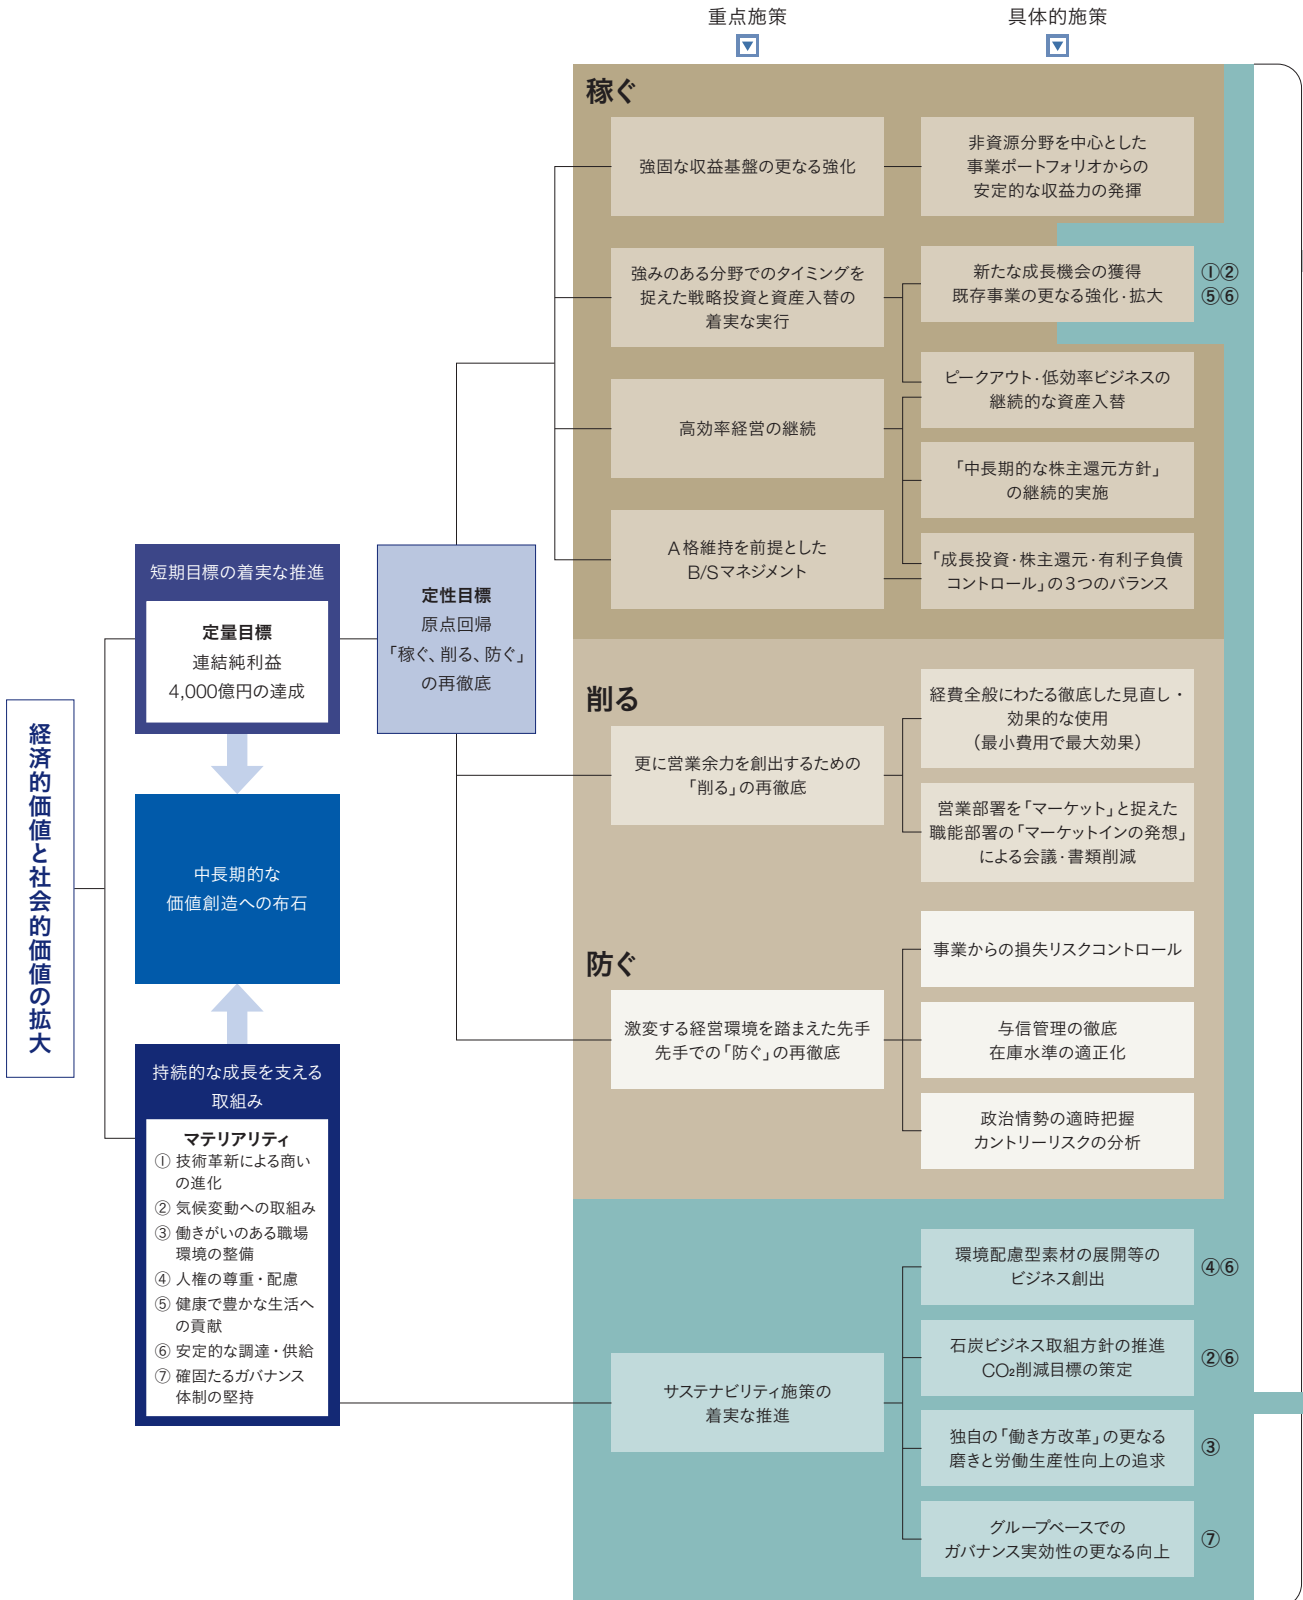 重点施策
具体的施策
稼ぐ
強固な収益基盤の更なる強化
非資源分野を中心とした
事業ポートフォリオからの
安定的な収益力の発揮
強みのある分野でのタイミングを
捉えた戦略投資と資産入替の
着実な実行
新たな成長機会の獲得
既存事業の更なる強化・拡大
①②
⑤⑥
ピークアウト・低効率ビジネスの
継続的な資産入替
高効率経営の継続
「中長期的な株主還元方針」
の継続的実施
A格維持を前提とした
B/Sマネジメント
「成長投資・株主還元・有利子負債
コントロール」の3つのバランス
短期目標の着実な推進
定量目標
連結純利益
4,000億円の達成
定性目標
原点回帰
「稼ぐ、削る、防ぐ」
の再徹底
経済的価値と社会的価値の拡大
中長期的な
価値創造への布石
削る
更に営業余力を創出するための
「削る」の再徹底
経費全般にわたる徹底した見直し・
効果的な使用
（最小費用で最大効果）
営業部署を「マーケット」と捉えた
職能部署の「マーケットインの発想」
による会議・書類削減
防ぐ
激変する経営環境を踏まえた先手
先手での「防ぐ」の再徹底
事業からの損失リスクコントロール
与信管理の徹底
在庫水準の適正化
政治情勢の適時把握
カントリーリスクの分析
持続的な成長を支える
取組み
マテリアリティ
① 技術革新による商い
の進化
② 気候変動への取組み
③ 働きがいのある職場
環境の整備
④ 人権の尊重・配慮
⑤ 健康で豊かな生活へ
の貢献
⑥ 安定的な調達・供給
⑦ 確固たるガバナンス
体制の堅持
サステナビリティ施策の
着実な推進
環境配慮型素材の展開等の
ビジネス創出
④⑥
石炭ビジネス取組方針の推進
CO₂削減目標の策定
②⑥
独自の「働き方改革」の更なる
磨きと労働生産性向上の追求
③
グループベースでの
ガバナンス実効性の更なる向上
⑦